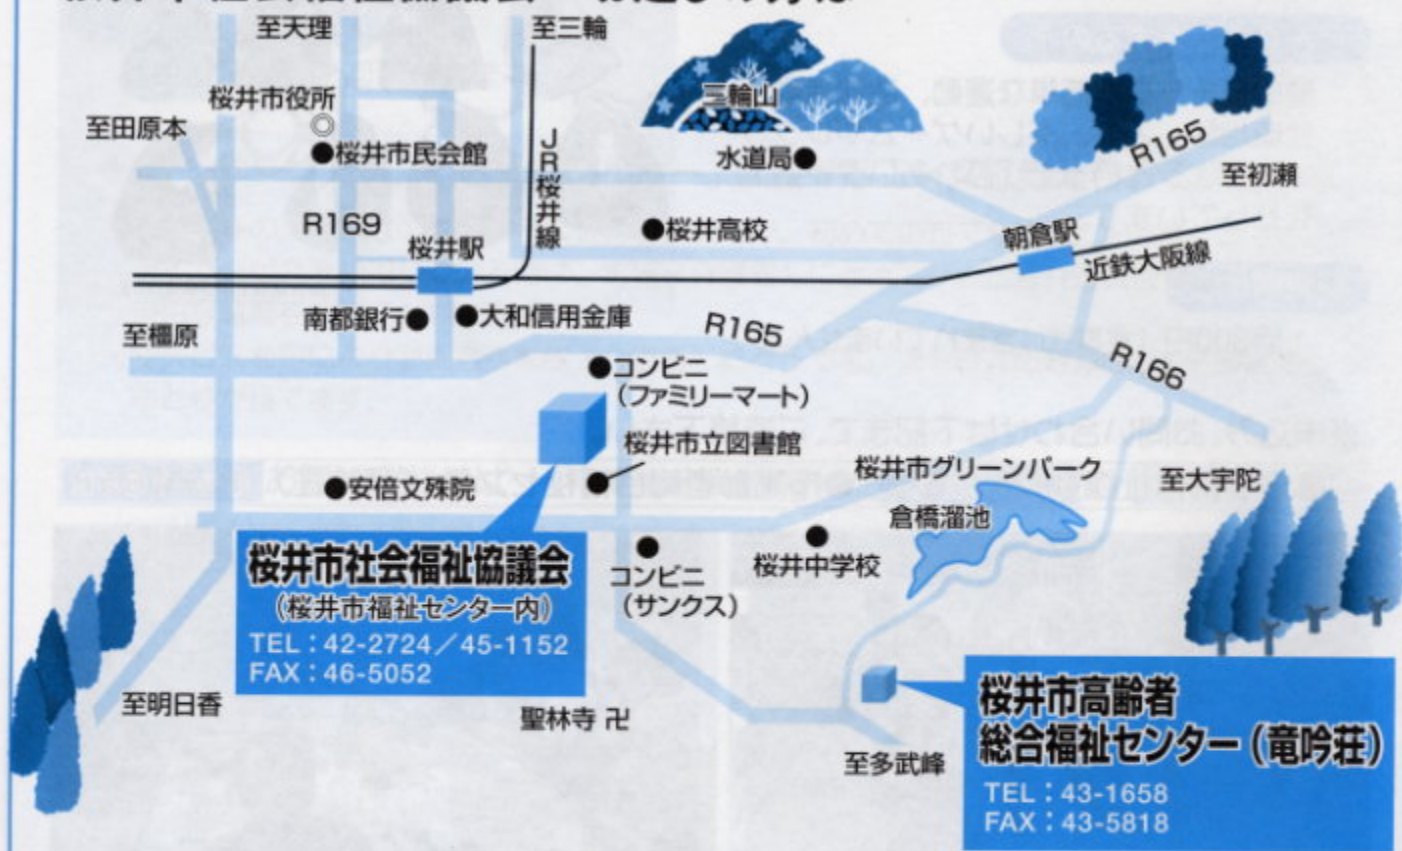 至天理
至三輪
桜井市役所
至田原本
桜井市民会館
JR桜井線
三輪山
水道局
R165
至初瀬
R169
桜井駅
桜井高校
朝倉駅
近鉄大阪線
至橿原
南都銀行
大和信用金庫
R165
R166
コンビニ
(ファミリーマート)
桜井市立図書館
安倍文殊院
桜井市グリーンパーク
至大宇陀
倉橋溜池
桜井市社会福祉協議会
(桜井市福祉センター内)
TEL:42-2724/45-1152
FAX:46-5052
コンビニ
(サンクス)
桜井中学校
至明日香
聖林寺 卍
至多武峰
桜井市高齢者
総合福祉センター(竜吟荘)
TEL:43-1658
FAX:43-5818